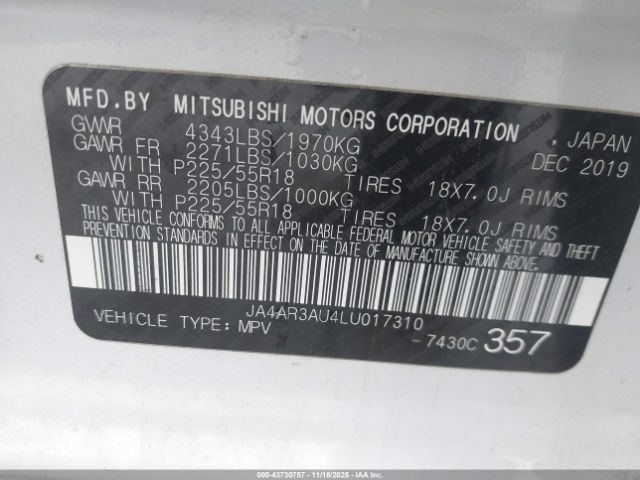 MFD.BY MITSUBISHI MOTORS CORPORATION , JAPAN
GVWR 4343LBS/1970KG DEC 2019
GAWR FR 2271LBS/1030KG
WITH P225/55R18 TIRES 18X7.0J RIMS
GAWR RR 2205LBS/1000KG
WITH P225/55R18 TIRES 18X7.0J RIMS
THIS VEHICLE CONFORMS TO ALL APPLICABLE FEDERAL MOTOR VEHICLE SAFETY AND THEFT
PREVENTION STANDARDS IN EFFECT ON THE DATE OF MANUFACTURE SHOWN ABOVE.
JA4AR3AU4LU017310
VEHICLE TYPE: MPV -7430C 357
000-43730757 - 11/18/2025 - IAAI.COM